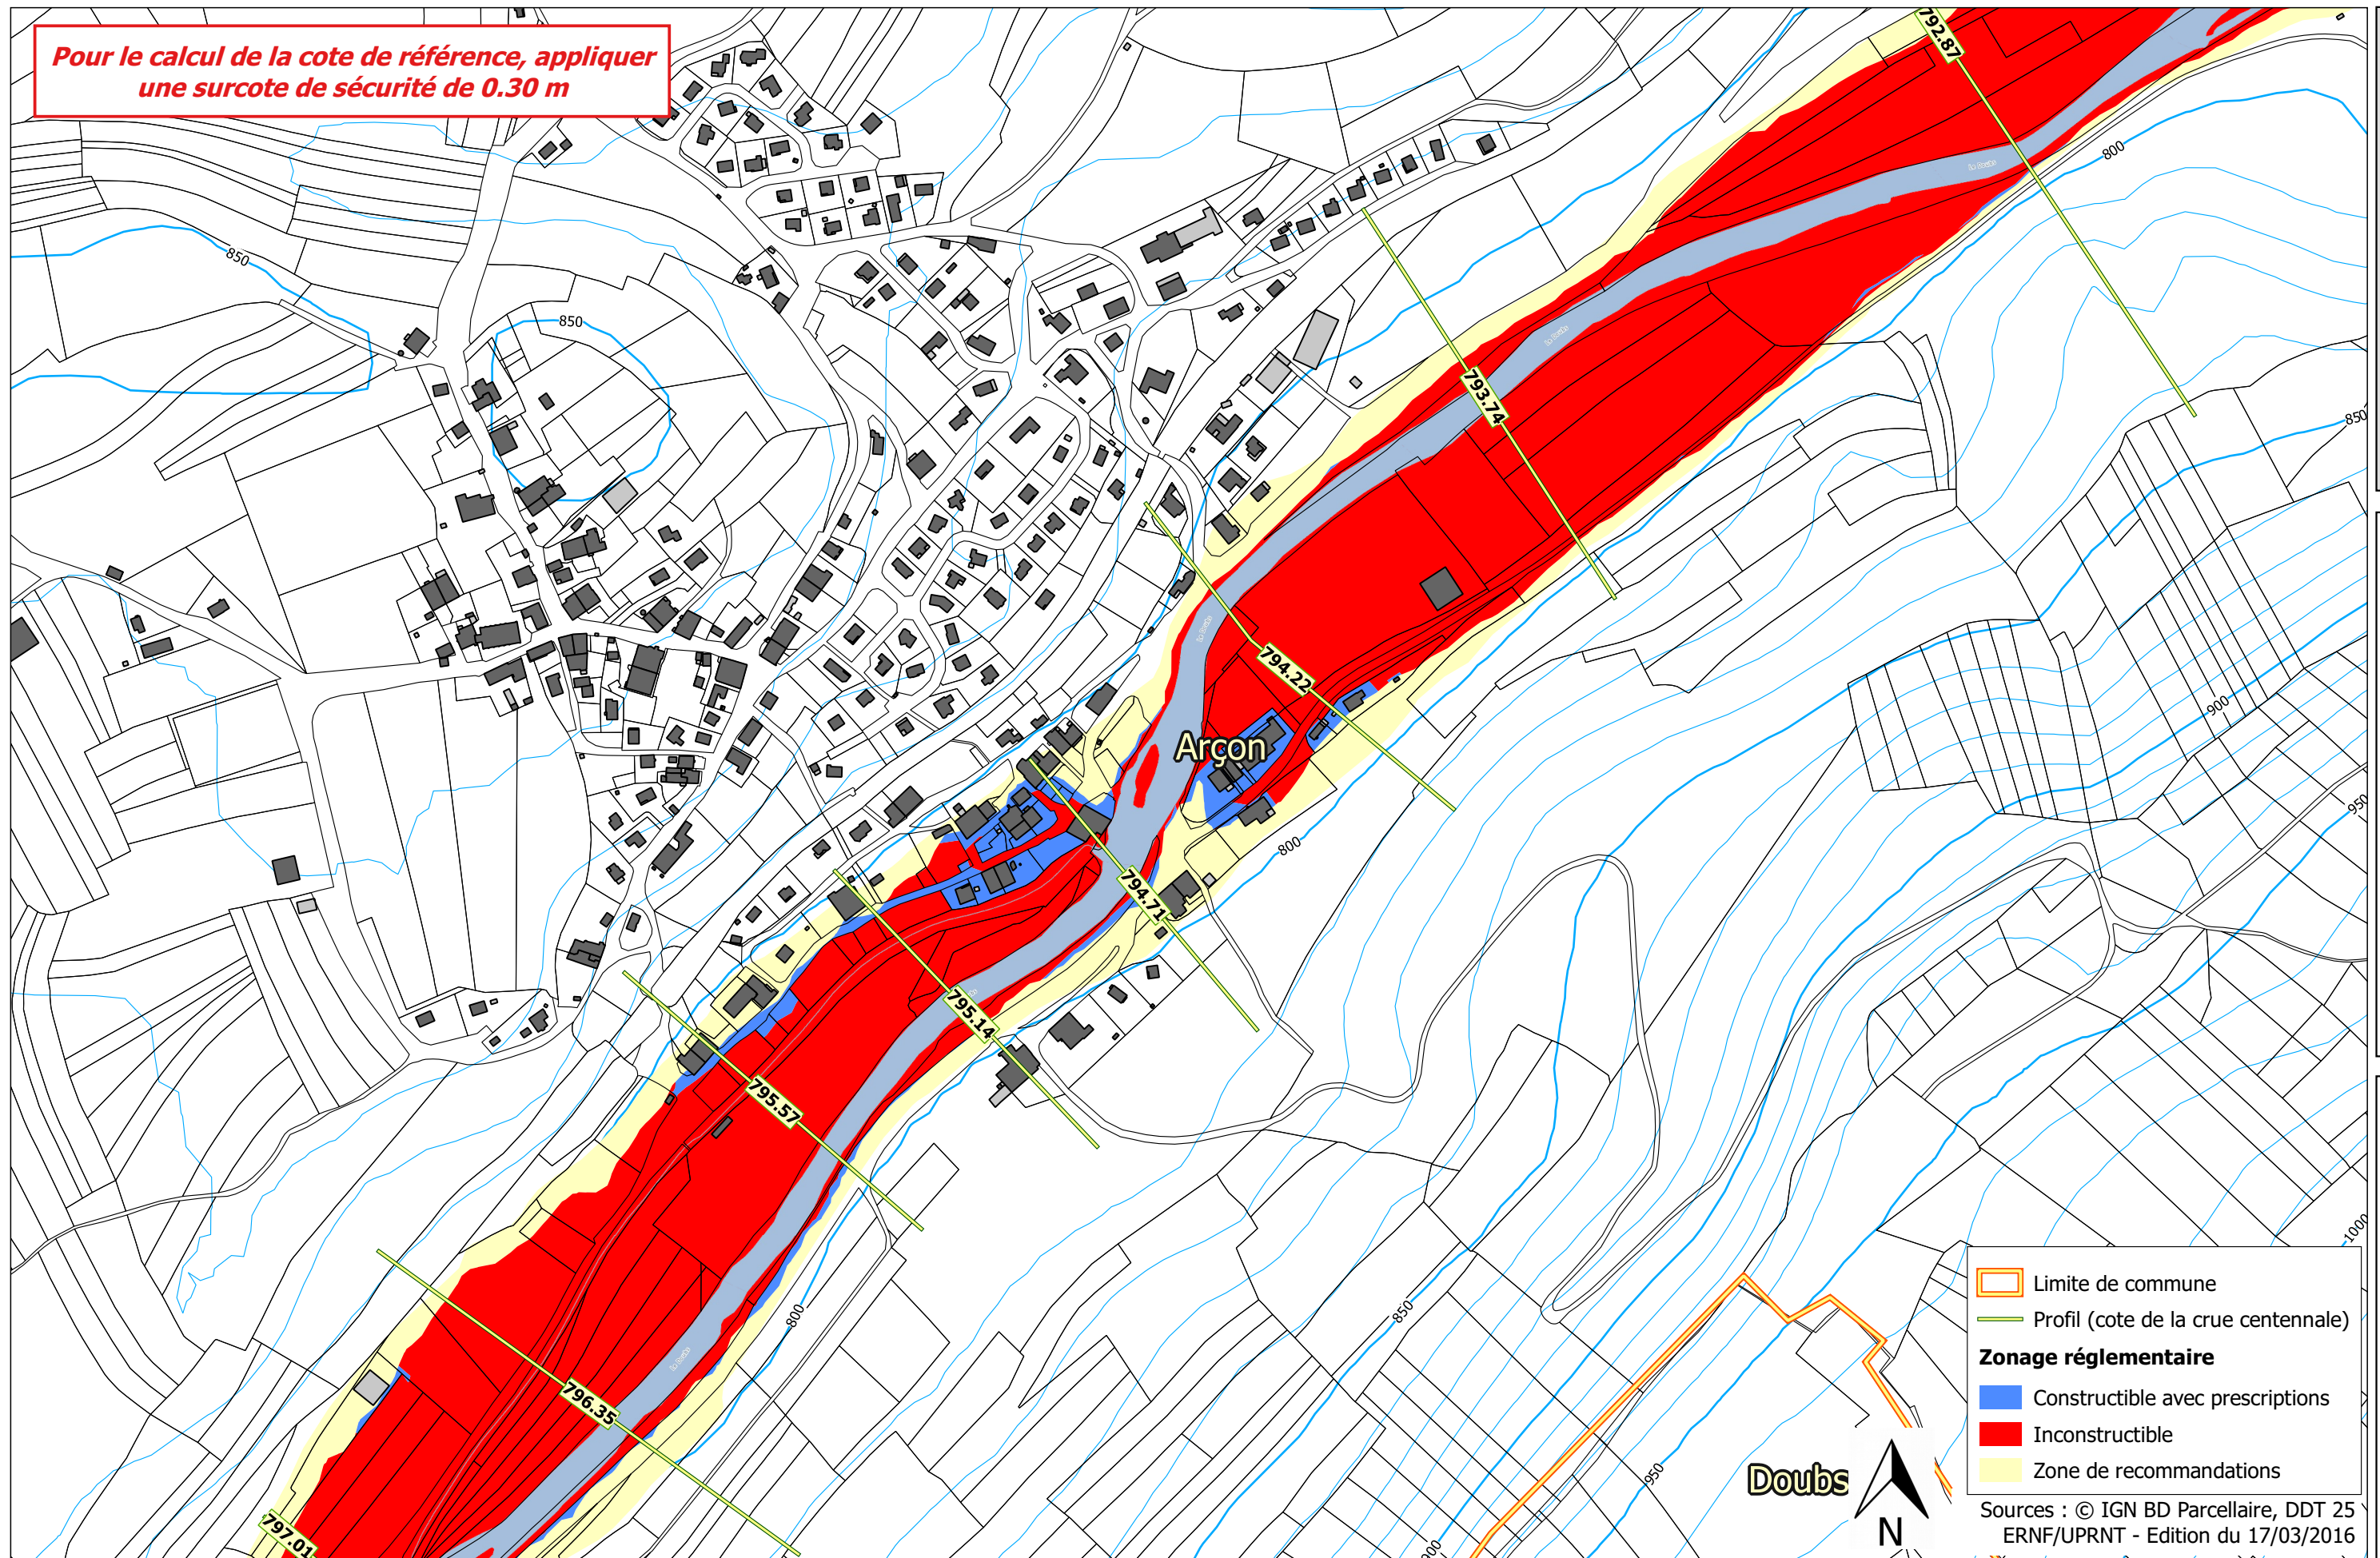 Pour le calcul de la cote de référence, appliquer
une surcote de sécurité de 0.30 m
792.87
800
850
850
850
793.74
794.22
900
Arçon
950
800
794.71
795.14
795.57
1000
800
850
796.35
950
797.01
900
Doubs
N
Limite de commune
Profil (cote de la crue centennale)
Zonage réglementaire
Constructible avec prescriptions
Inconstructible
Zone de recommandations
Sources : © IGN BD Parcellaire, DDT 25
ERNF/UPRNT - Edition du 17/03/2016